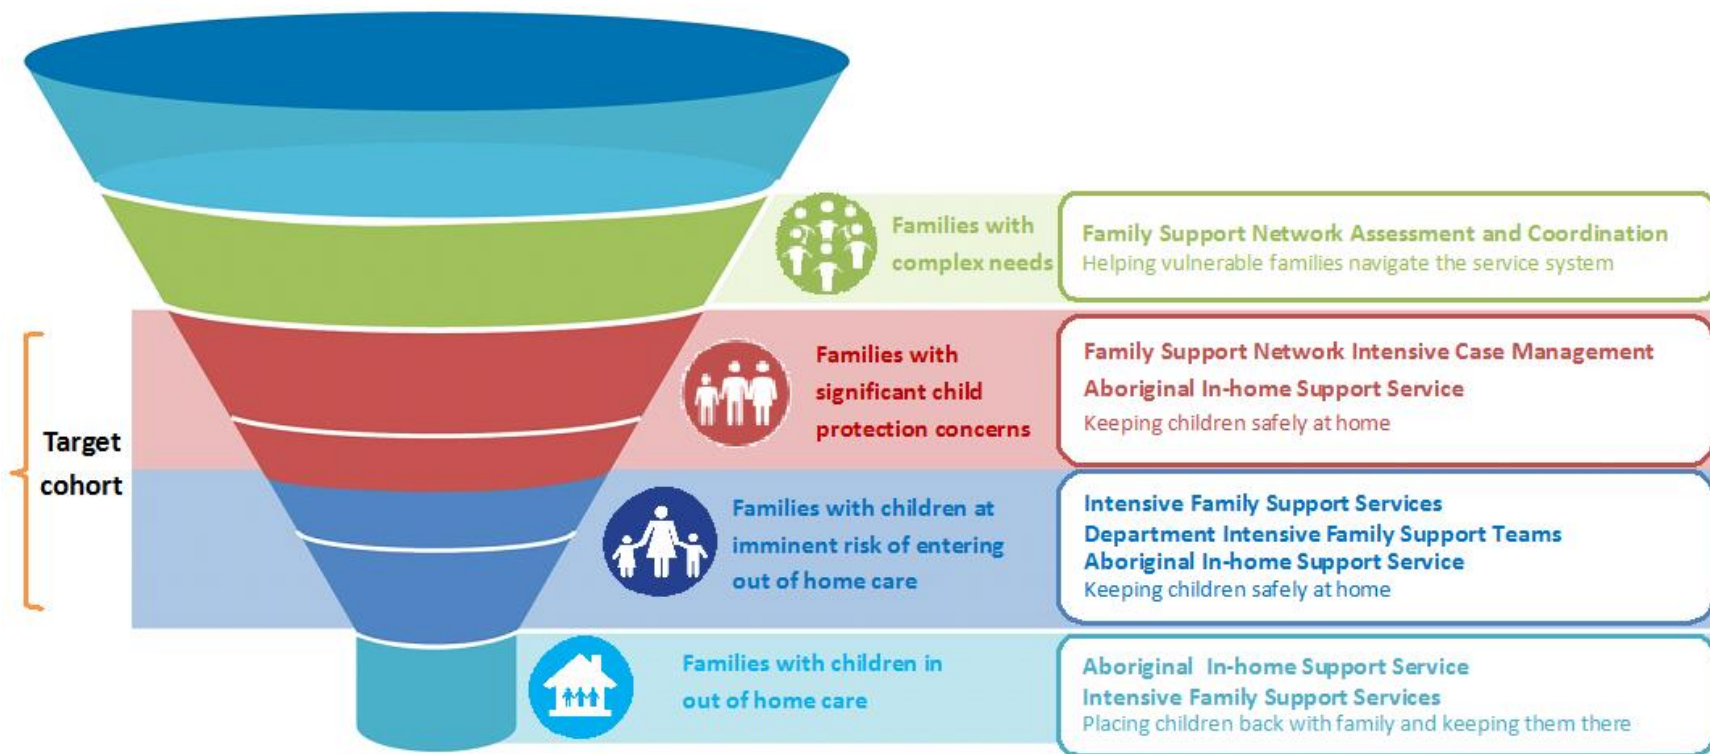 Families with
complex needs
Family Support Network Assessment and Coordination
Helping vulnerable families navigate the service system
Target
cohort
Families with
significant child
protection concerns
Family Support Network Intensive Case Management
Aboriginal In-home Support Service
Keeping children safely at home
Families with children at
imminent risk of entering
out of home care
Intensive Family Support Services
Department Intensive Family Support Teams
Aboriginal In-home Support Service
Keeping children safely at home
Families with children in
out of home care
Aboriginal In-home Support Service
Intensive Family Support Services
Placing children back with family and keeping them there